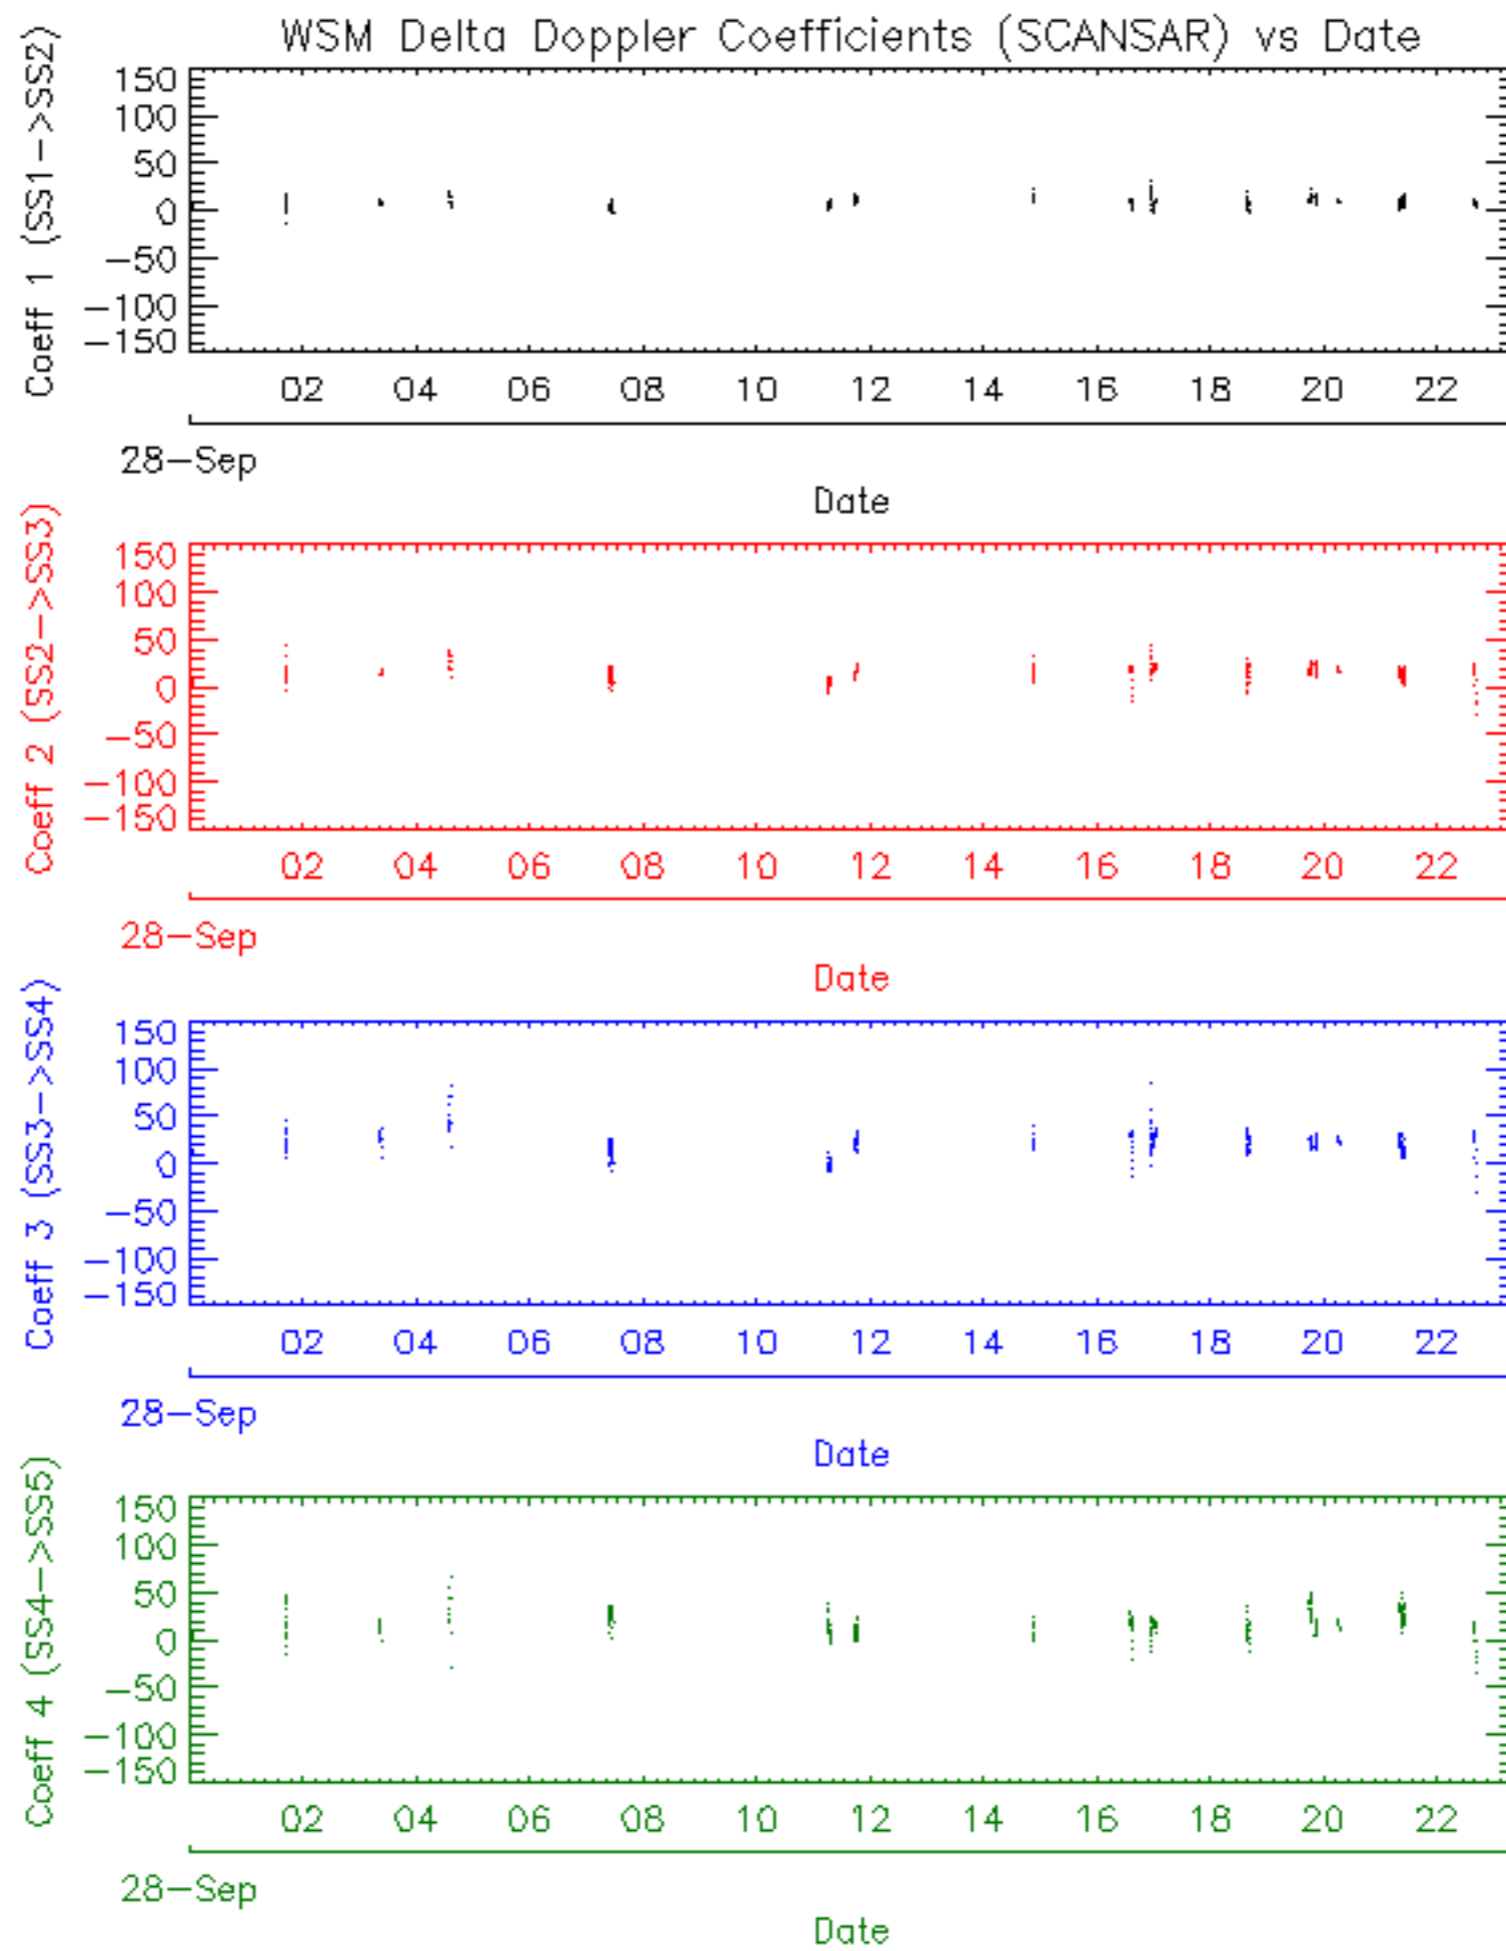 WSM Delta Doppler Coefficients (SCANSAR) vs Date
Coeff 1 (SS1->SS2)
150
100
50
0
-50
-100
-150
02 04 06 08 10 12 14 16 18 20 22
28-Sep
Date
Coeff 2 (SS2->SS3)
150
100
50
0
-50
-100
-150
02 04 06 08 10 12 14 16 18 20 22
28-Sep
Date
Coeff 3 (SS3->SS4)
150
100
50
0
-50
-100
-150
02 04 06 08 10 12 14 16 18 20 22
28-Sep
Date
Coeff 4 (SS4->SS5)
150
100
50
0
-50
-100
-150
02 04 06 08 10 12 14 16 18 20 22
28-Sep
Date